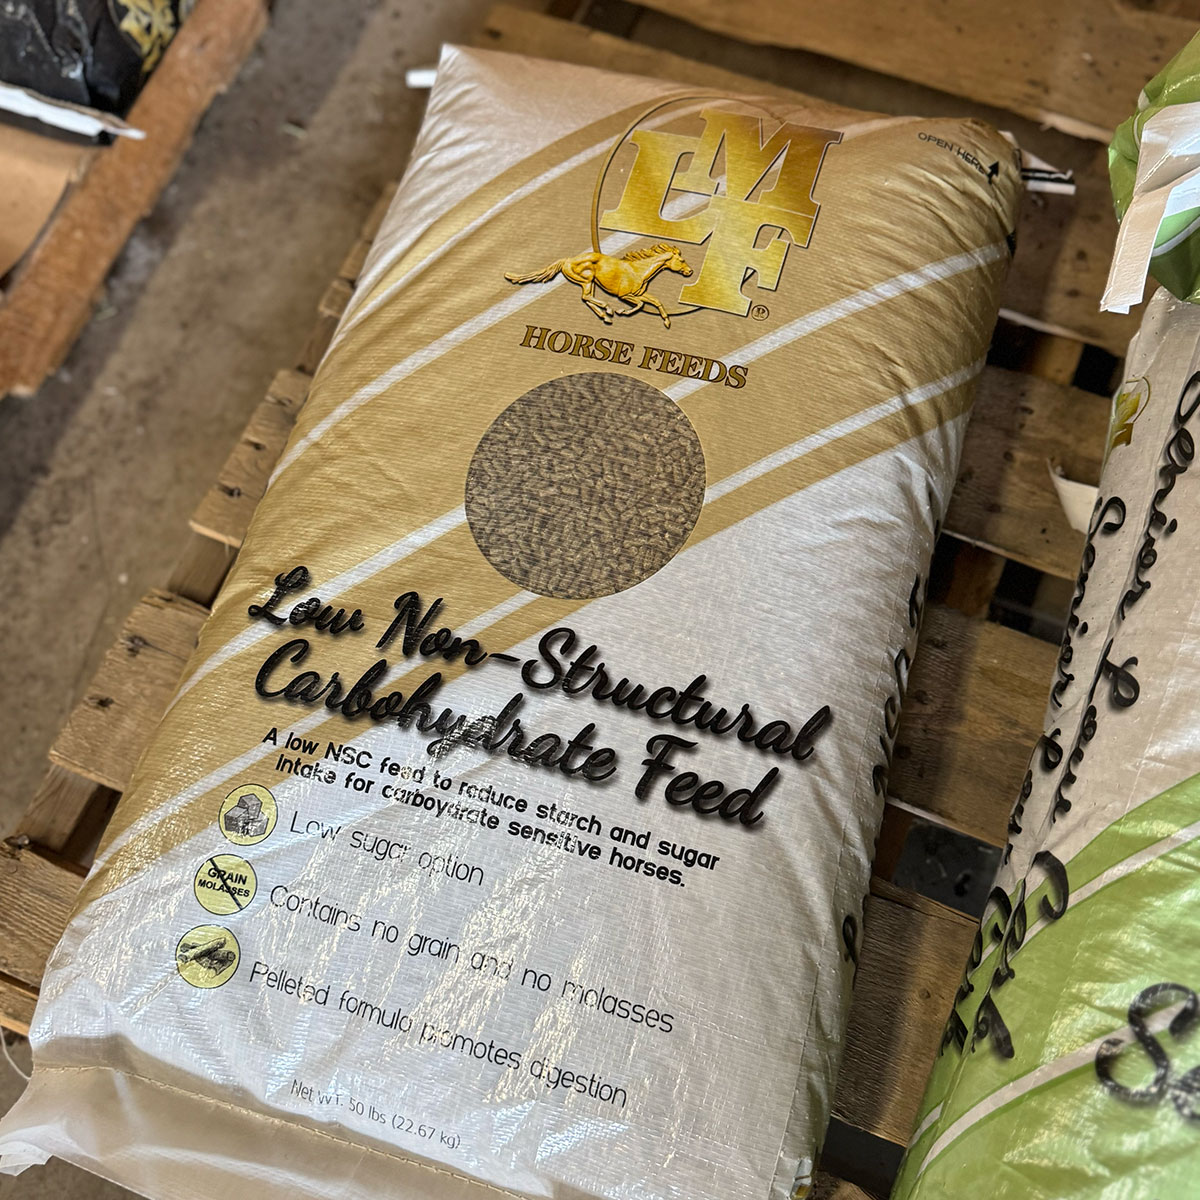 OPEN HERE
LMF
®
HORSE FEEDS
Low Non-Structural
Carbohydrate Feed
A low NSC feed to reduce starch and sugar
Intake for carboydrate sensitive horses.
Low sugar option
GRAIN
MOLASSES
Contains no grain and no molasses
Pelleted formula promotes digestion
Net WT. 50 lbs (22.67 kg)
Senior &